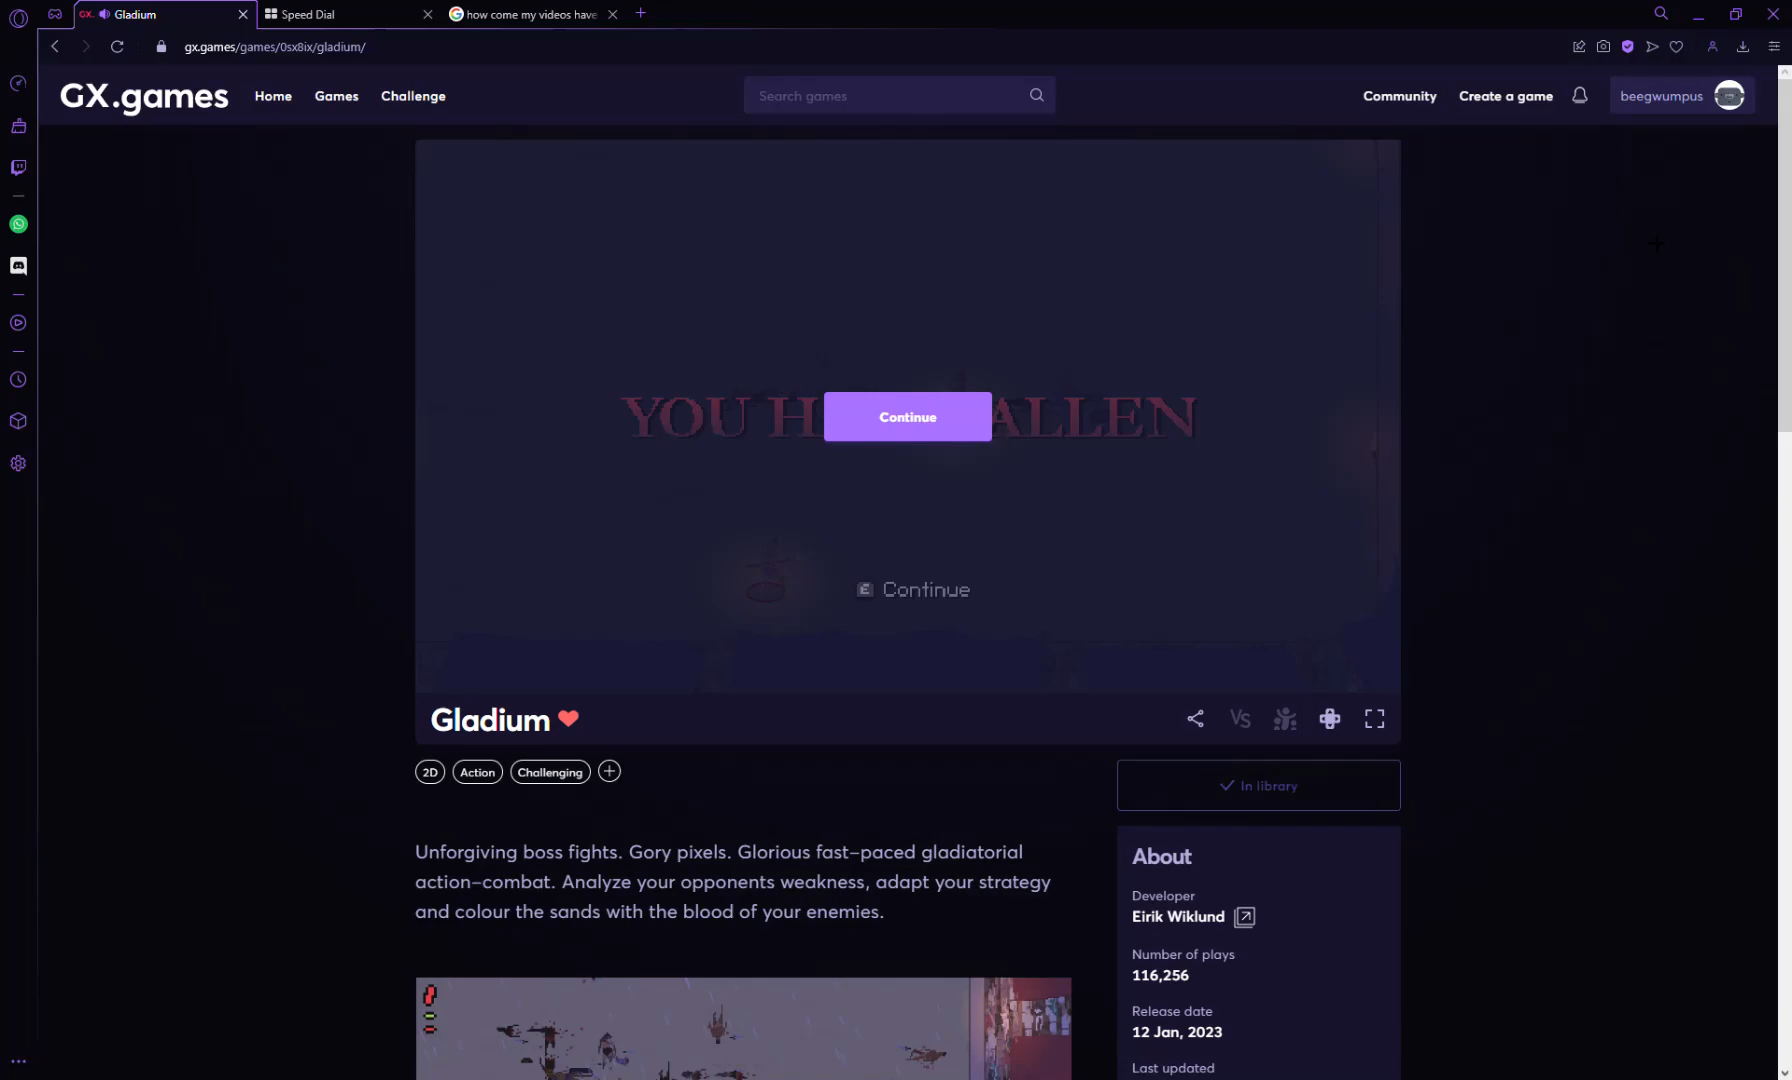 GX. Gladium
Speed Dial
how come my videos have
gx.games/games/0sx8ix/gladium/
GX.games
Home
Games
Challenge
Search games
Community
Create a game
beegwumpus
YOU H
ALLEN
Continue
E Continue
Gladium
VS
2D
Action
Challenging
In library
Unforgiving boss fights. Gory pixels. Glorious fast-paced gladiatorial
action-combat. Analyze your opponents weakness, adapt your strategy
and colour the sands with the blood of your enemies.
About
Developer
Eirik Wiklund
Number of plays
116,256
Release date
12 Jan, 2023
Last updated